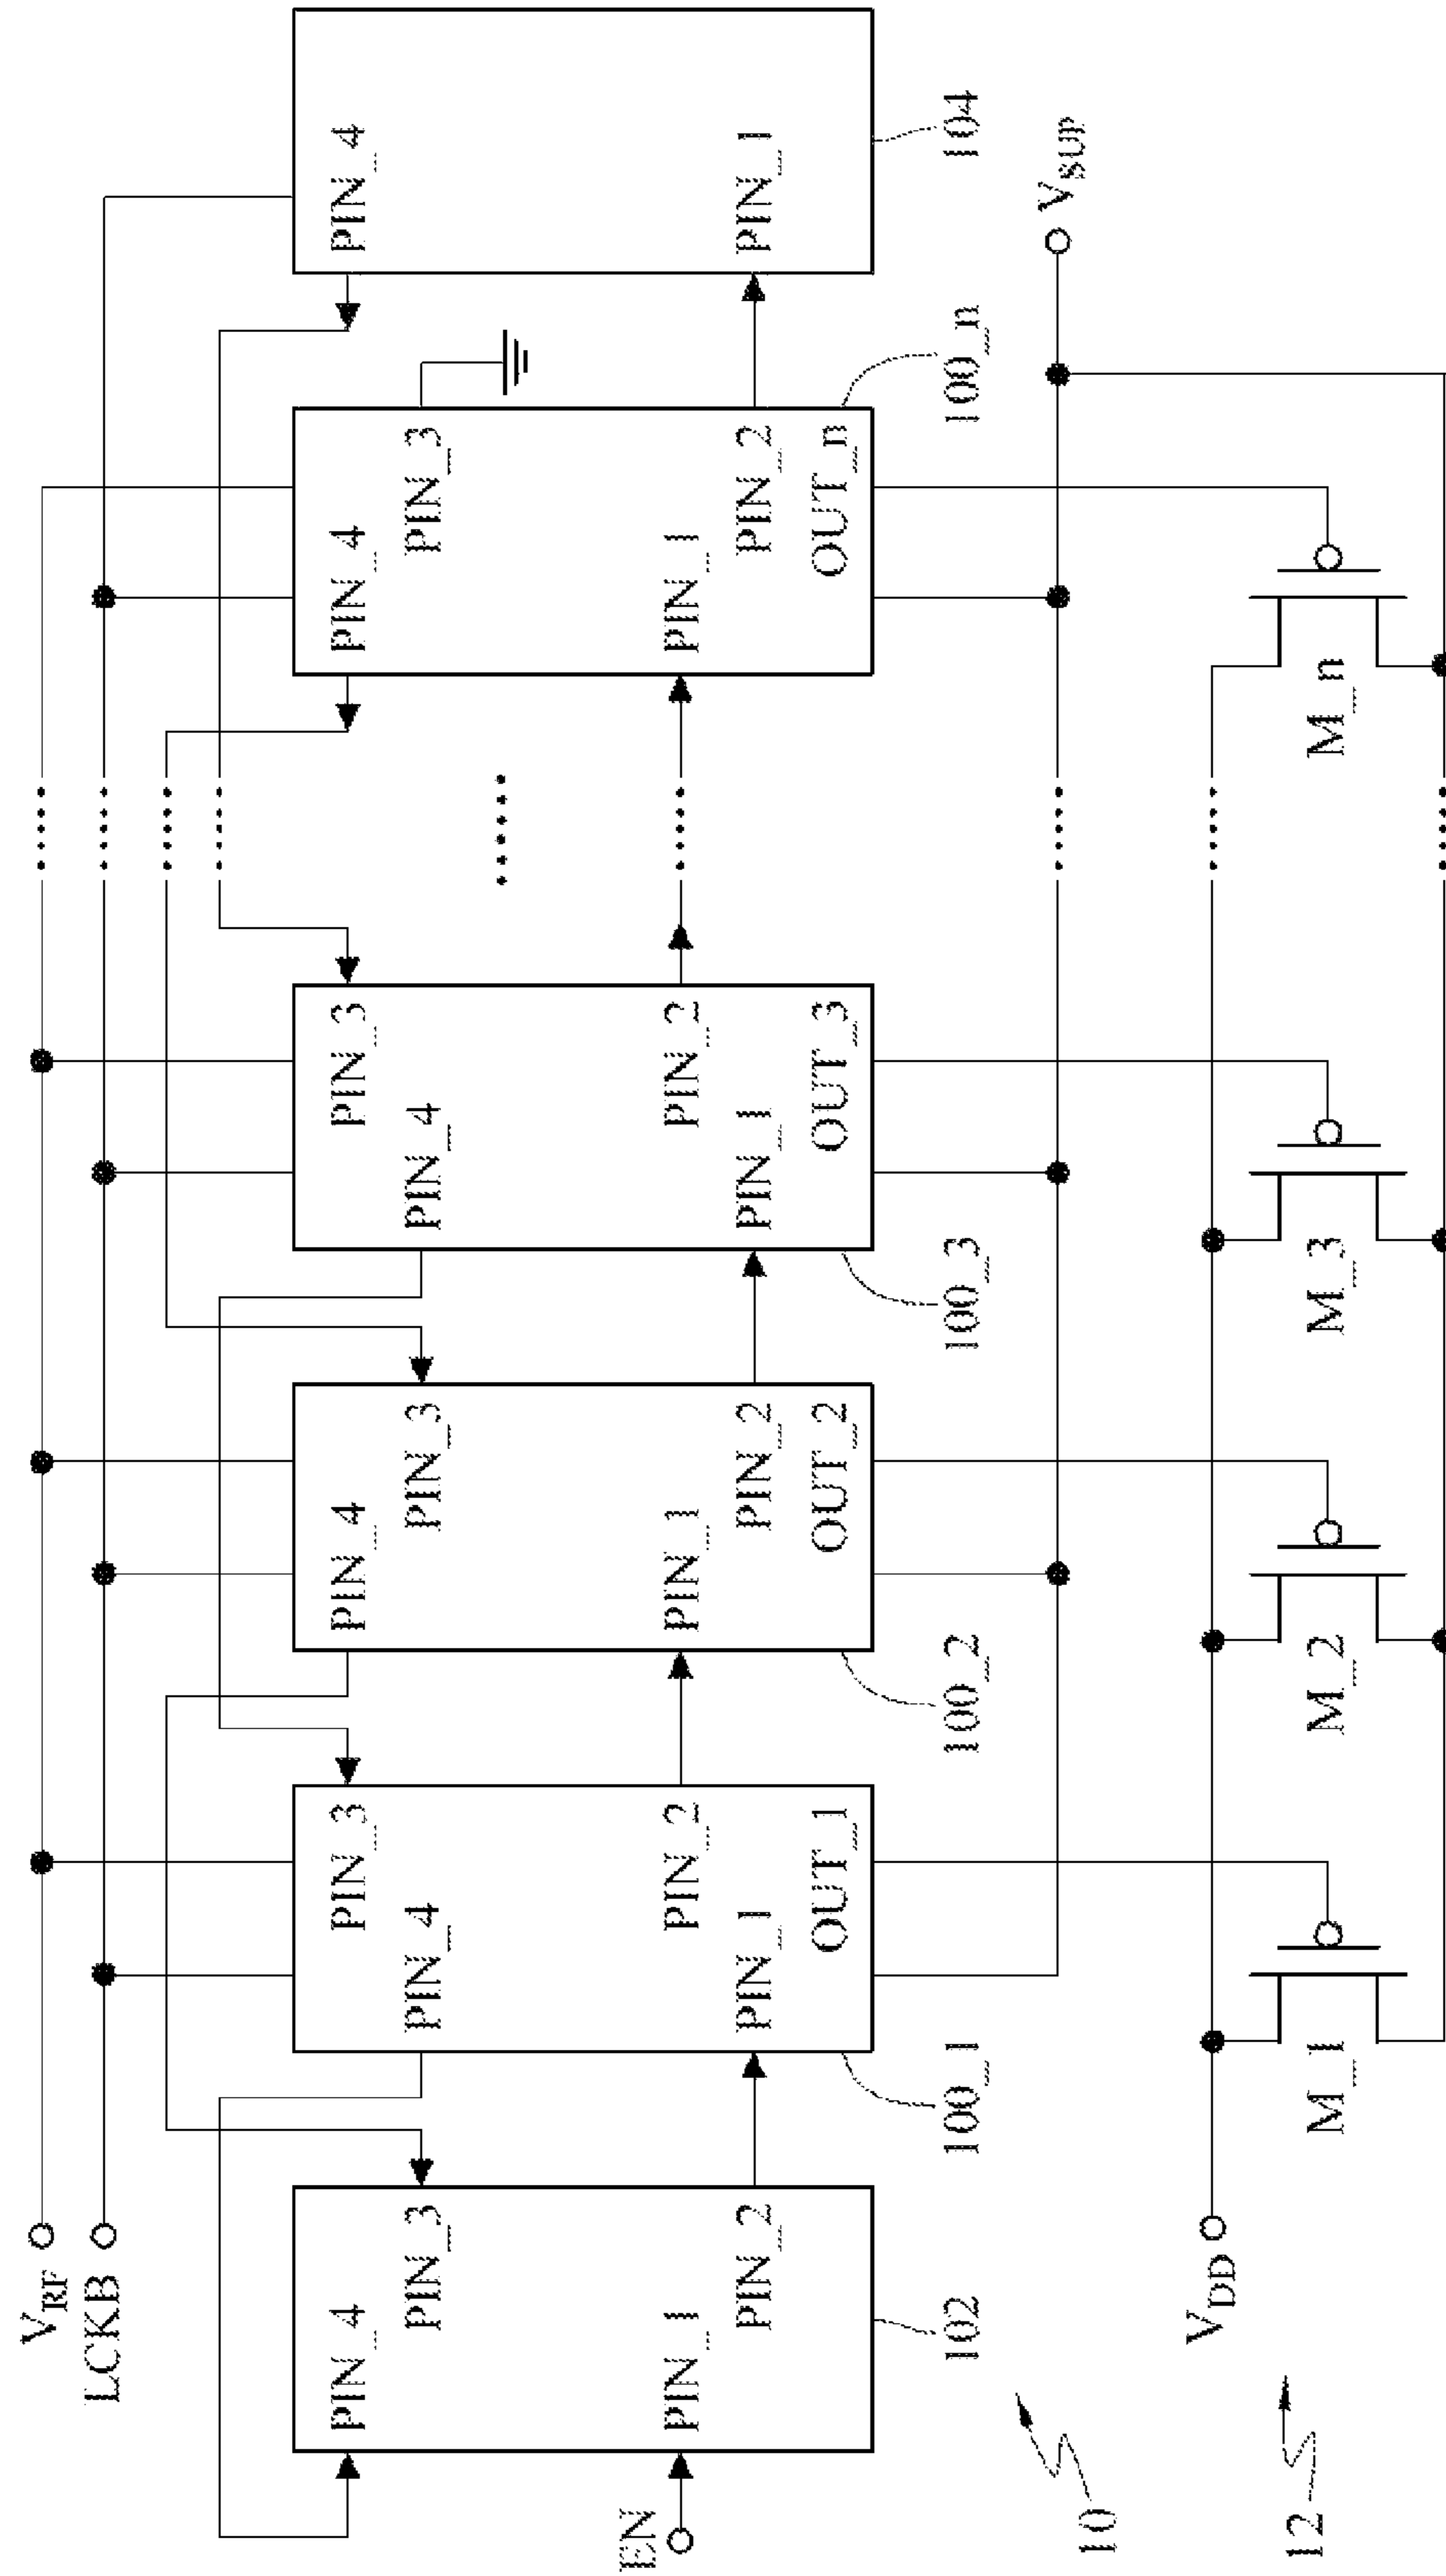 V_RF
LCKB
EN
PIN_4
PIN_3
PIN_1
PIN_2
102
PIN_3
PIN_4
PIN_2
PIN_1
OUT_1
100_1
PIN_4
PIN_3
PIN_1
PIN_2
OUT_2
100_2
PIN_3
PIN_4
PIN_2
PIN_1
OUT_3
100_3
......
PIN_4
PIN_3
PIN_1
PIN_2
OUT_n
100_n
PIN_4
PIN_1
104
V_SUP
10
V_DD
12
M_1
M_2
M_3
M_n